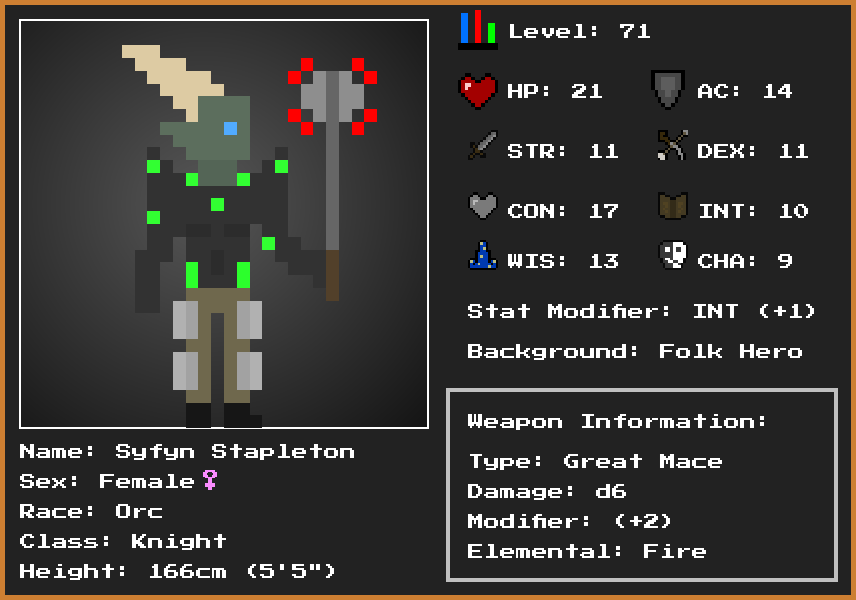 Level: 71
HP: 21
AC: 14
STR: 11
DEX: 11
CON: 17
INT: 10
WIS: 13
CHA: 9
Stat Modifier: INT (+1)
Background: Folk Hero
Name: Syfyn Stapleton
Sex: Female♀
Race: Orc
Class: Knight
Height: 166cm (5'5")
Weapon Information:
Type: Great Mace
Damage: d6
Modifier: (+2)
Elemental: Fire